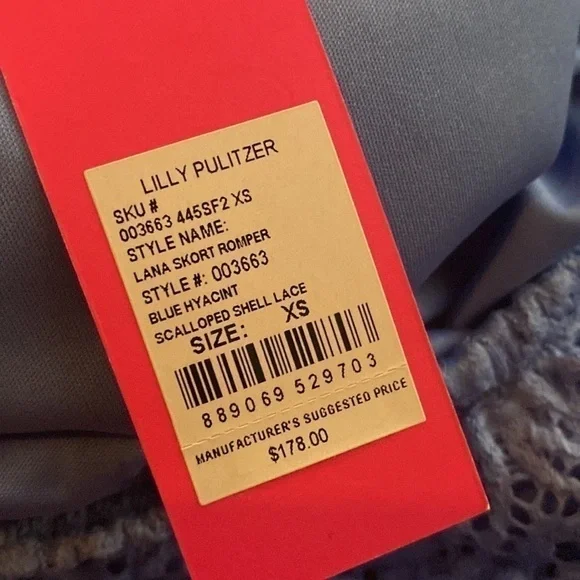 LILLY PULITZER
SKU #
003663 445SF2 XS
STYLE NAME:
LANA SKORT ROMPER
STYLE #: 003663
BLUE HYACINT
SCALLOPED SHELL LACE
SIZE: XS
889069 529703
MANUFACTURER'S SUGGESTED PRICE
$178.00